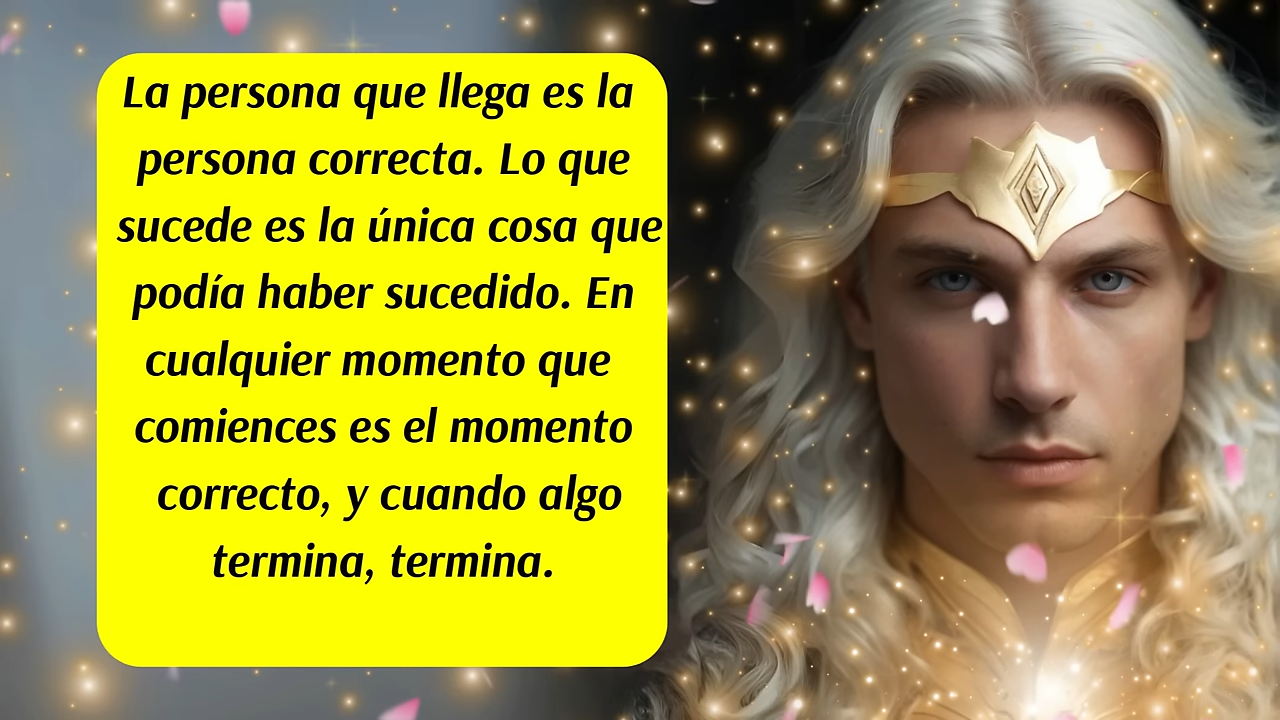 La persona que llega es la
persona correcta. Lo que
sucede es la única cosa que
podía haber sucedido. En
cualquier momento que
comiences es el momento
correcto, y cuando algo
termina, termina.